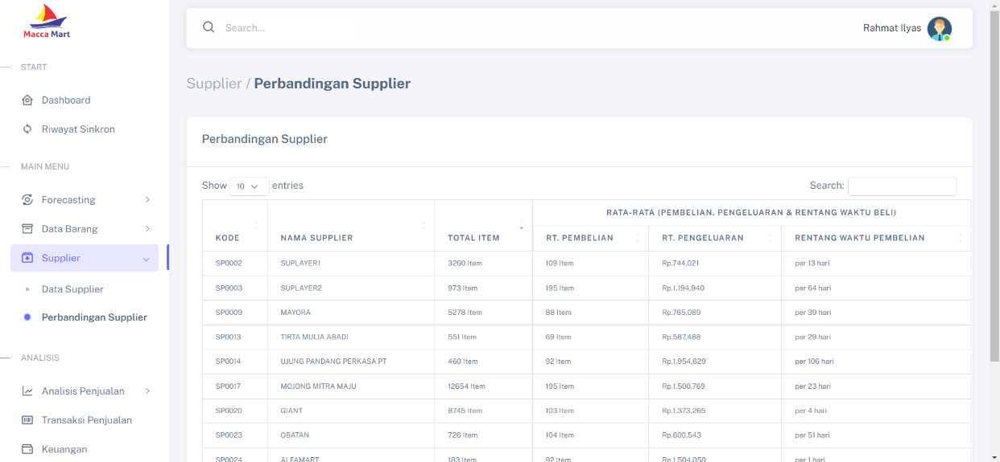 Macca Mart
START
Dashboard
Riwayat Sinkron
MAIN MENU
Forecasting
Data Barang
Supplier
Data Supplier
Perbandingan Supplier
ANALISIS
Analisis Penjualan
Transaksi Penjualan
Keuangan
Search...
Rahmat Ilyas
Supplier / Perbandingan Supplier
Perbandingan Supplier
Show 10 entries
Search:
RATA-RATA (PEMBELIAN, PENGELUARAN & RENTANG WAKTU BELI)
KODE NAMA SUPPLIER TOTAL ITEM RT. PEMBELIAN RT. PENGELUARAN RENTANG WAKTU PEMBELIAN
SP0002 SUPLAYER1 3260 Item 109 Item Rp.744,021 per 13 hari
SP0003 SUPLAYER2 973 Item 195 Item Rp.1,194,940 per 64 hari
SP0009 MAYORA 5278 Item 88 Item Rp.765,089 per 39 hari
SP0013 TIRTA MULIA ABADI 551 Item 69 Item Rp.587,488 per 29 hari
SP0014 UJUNG PANDANG PERKASA PT 460 Item 92 Item Rp.1,954,629 per 106 hari
SP0017 MOJONG MITRA MAJU 12654 Item 195 Item Rp.1,500,769 per 23 hari
SP0020 GIANT 8745 Item 103 Item Rp.1,373,265 per 4 hari
SP0023 OBATAN 726 Item 104 Item Rp.600,543 per 51 hari
SP0024 ALFAMART 183 Item 92 Item Rp.1,504,050 per 1 hari